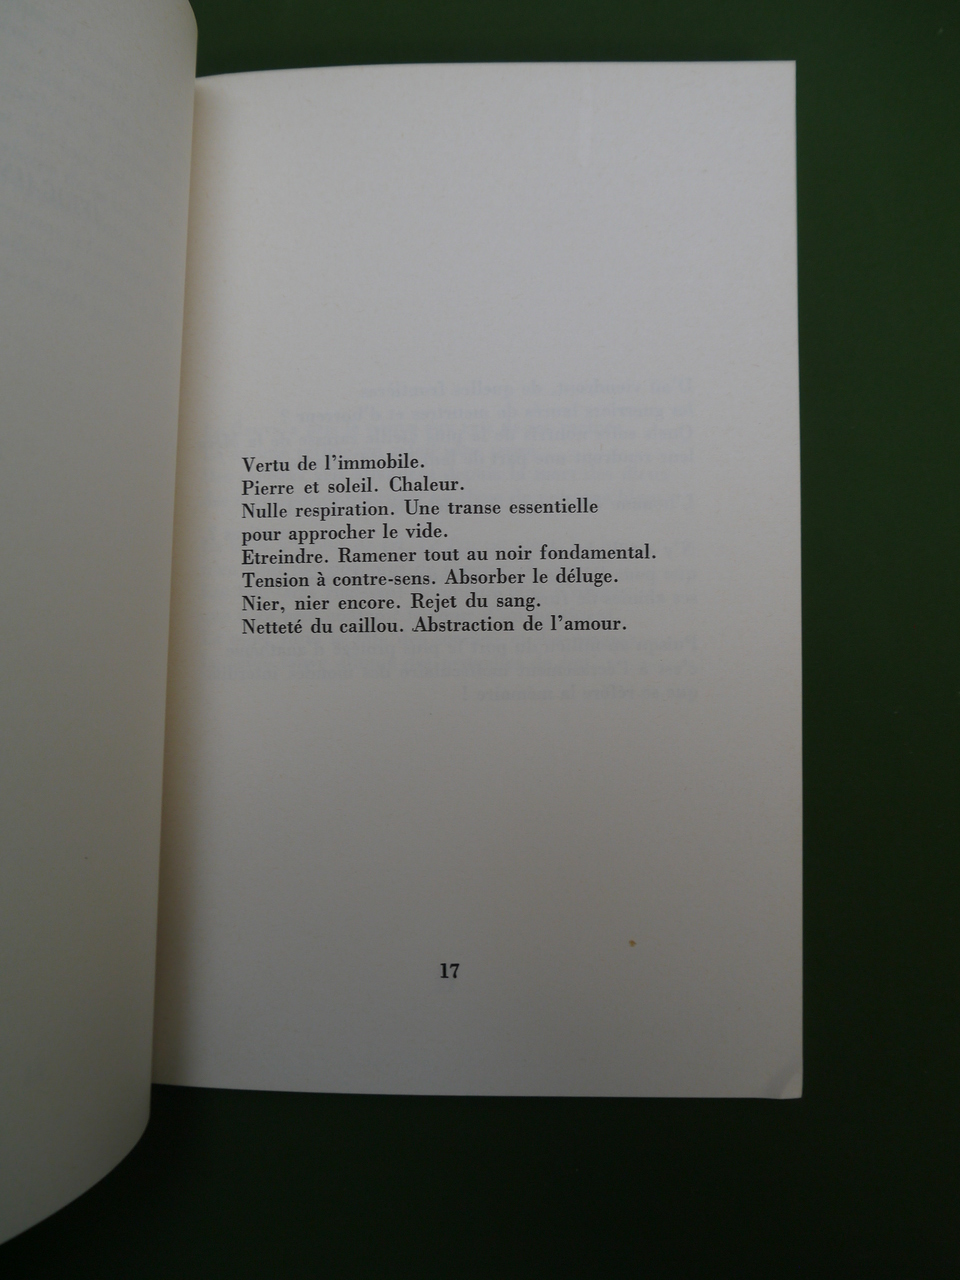 Vertu de l'immobile.
Pierre et soleil. Chaleur.
Nulle respiration. Une transe essentielle
pour approcher le vide.
Etreindre. Ramener tout au noir fondamental.
Tension à contre-sens. Absorber le déluge.
Nier, nier encore. Rejet du sang.
Netteté du caillou. Abstraction de l'amour.
17